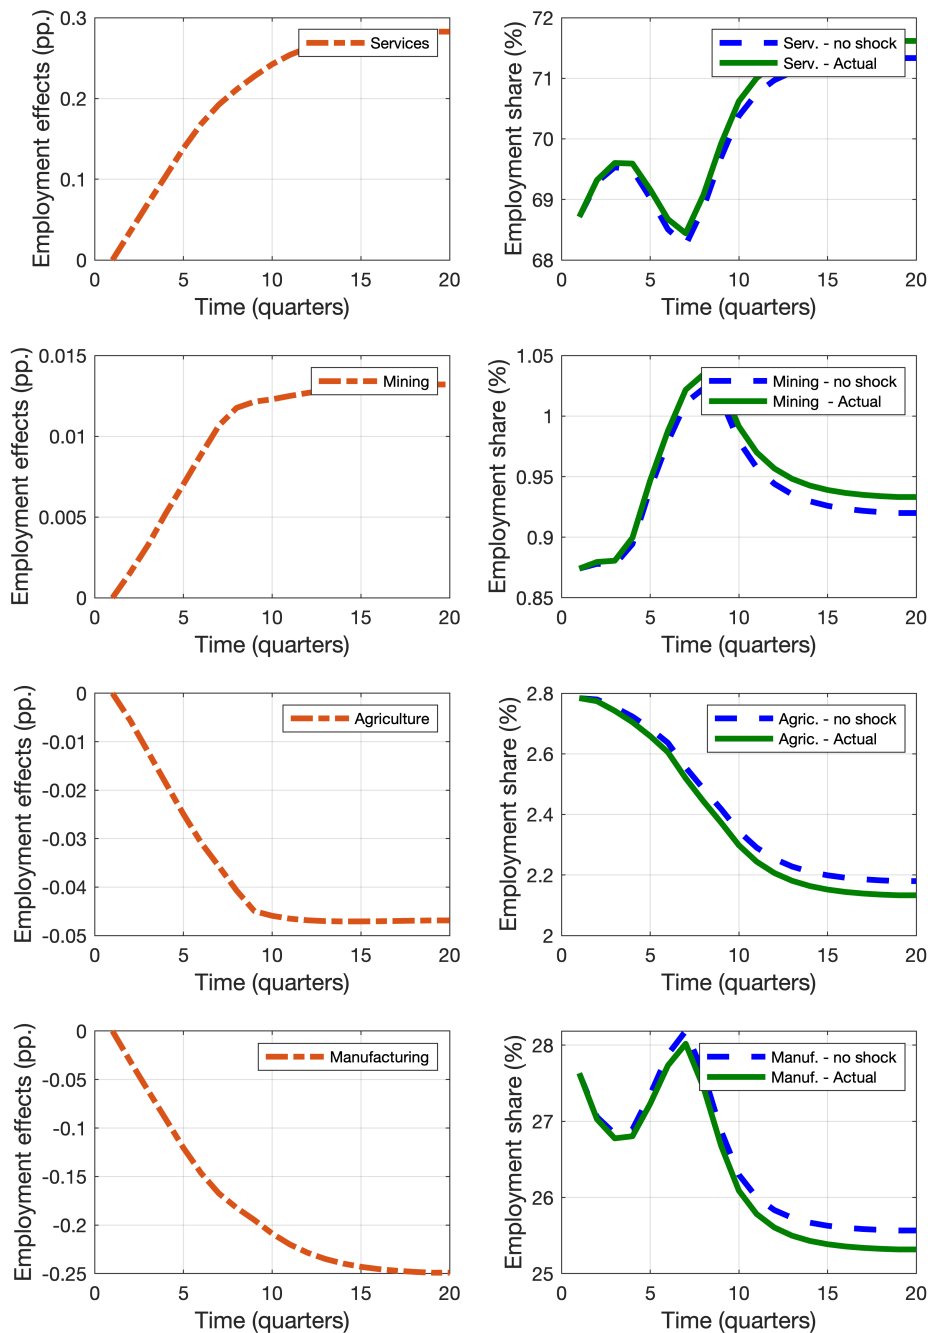 Employment effects (pp.)
0.3
0.2
0.1
0
Services
0 5 10 15 20
Time (quarters)
Employment share (%)
72
71
70
69
68
Serv. - no shock
Serv. - Actual
0 5 10 15 20
Time (quarters)
Employment effects (pp.)
0.015
0.01
0.005
0
Mining
0 5 10 15 20
Time (quarters)
Employment share (%)
1.05
1
0.95
0.9
0.85
Mining - no shock
Mining - Actual
0 5 10 15 20
Time (quarters)
Employment effects (pp.)
0
-0.01
-0.02
-0.03
-0.04
-0.05
Agriculture
0 5 10 15 20
Time (quarters)
Employment share (%)
2.8
2.6
2.4
2.2
2
Agric. - no shock
Agric. - Actual
0 5 10 15 20
Time (quarters)
Employment effects (pp.)
0
-0.05
-0.1
-0.15
-0.2
-0.25
Manufacturing
0 5 10 15 20
Time (quarters)
Employment share (%)
28
27
26
25
Manuf. - no shock
Manuf. - Actual
0 5 10 15 20
Time (quarters)